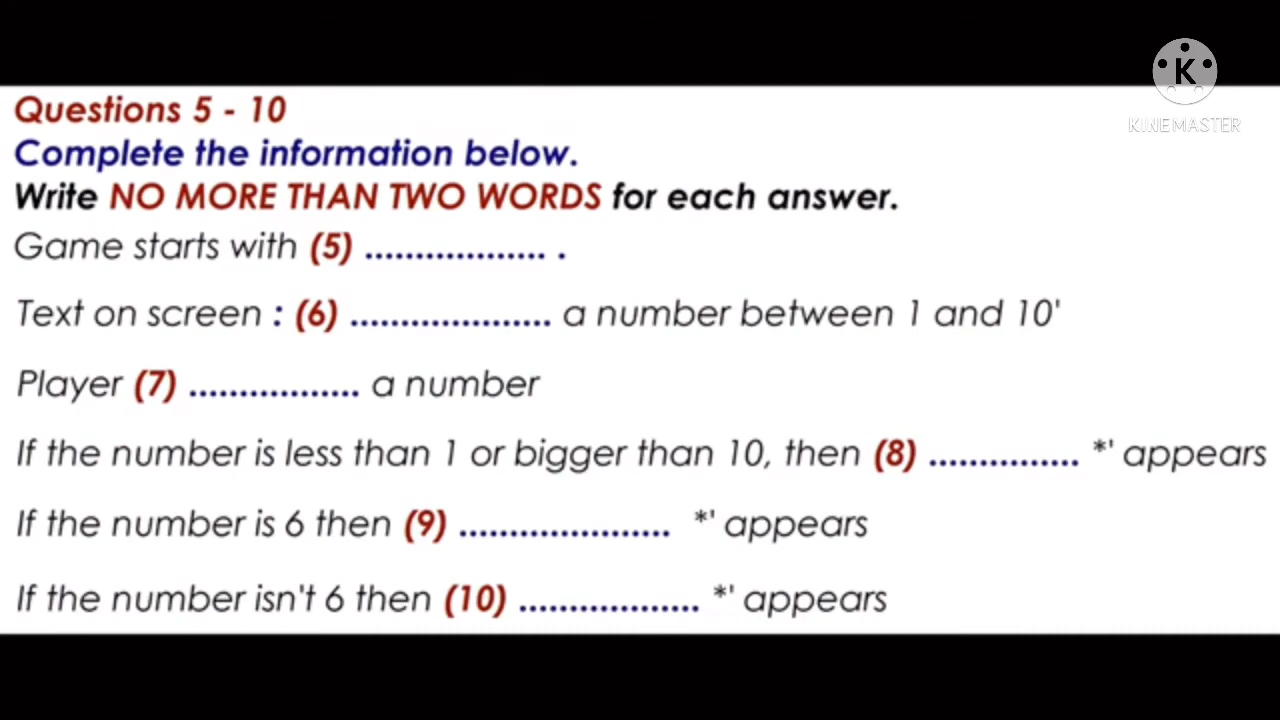 K
KINEMASTER
Questions 5 - 10
Complete the information below.
Write NO MORE THAN TWO WORDS for each answer.
Game starts with (5) .................. .
Text on screen : (6) .................... a number between 1 and 10'
Player (7) ................. a number
If the number is less than 1 or bigger than 10, then (8) ............... *' appears
If the number is 6 then (9) ..................... *' appears
If the number isn't 6 then (10) .................. *' appears